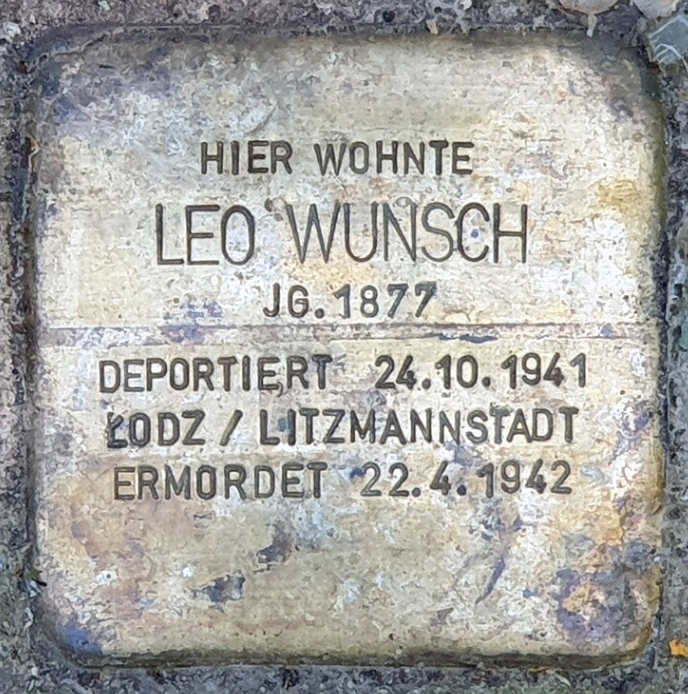 HIER WOHNTE
LEO WUNSCH
JG. 1877
DEPORTIERT 24.10.1941
ŁODZ / LITZMANNSTADT
ERMORDET 22.4.1942